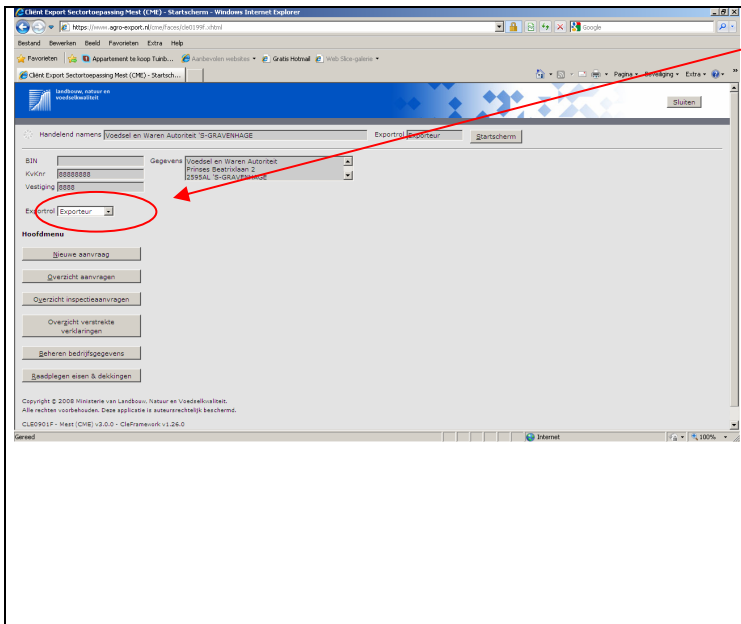 Cliënt Export Sectortoepassing Mest (CME) - Startscherm - Windows Internet Explorer
https://www.agro-export.nl/cme/faces/cle0199f.xhtml
Google
Bestand Bewerken Beeld Favorieten Extra Help
Favorieten Appartement te koop Tuinb... Aanbevolen websites Gratis Hotmail Web Slice-galerie
Cliënt Export Sectortoepassing Mest (CME) - Startsch...
Pagina Beveiliging Extra
landbouw, natuur en
voedselkwaliteit
Sluiten
Handelend namens Voedsel en Waren Autoriteit 'S-GRAVENHAGE Exportrol Exporteur Startscherm
BIN Gegevens Voedsel en Waren Autoriteit
KvKnr 88888888 Prinses Beatrixlaan 2
Vestiging 8888 2595AL 'S-GRAVENHAGE
Exportrol Exporteur
Hoofdmenu
Nieuwe aanvraag
Overzicht aanvragen
Overzicht inspectieaanvragen
Overzicht verstrekte
verklaringen
Beheren bedrijfsgegevens
Raadplegen eisen & dekkingen
Copyright © 2008 Ministerie van Landbouw, Natuur en Voedselkwaliteit.
Alle rechten voorbehouden. Deze applicatie is auteursrechtelijk beschermd.
CLE0901F - Mest (CME) v3.0.0 - CleFramework v1.26.0
Gereed Internet 100%